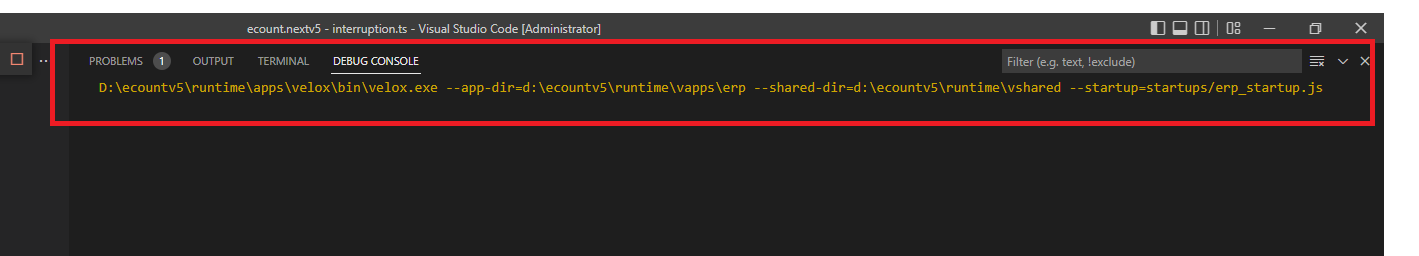 ecount.nextv5 - interruption.ts - Visual Studio Code [Administrator]
PROBLEMS 1 OUTPUT TERMINAL DEBUG CONSOLE Filter (e.g. text, !exclude)
D:\ecountv5\runtime\apps\velox\bin\velox.exe --app-dir=d:\ecountv5\runtime\vapps\erp --shared-dir=d:\ecountv5\runtime\vshared --startup=startups/erp_startup.js